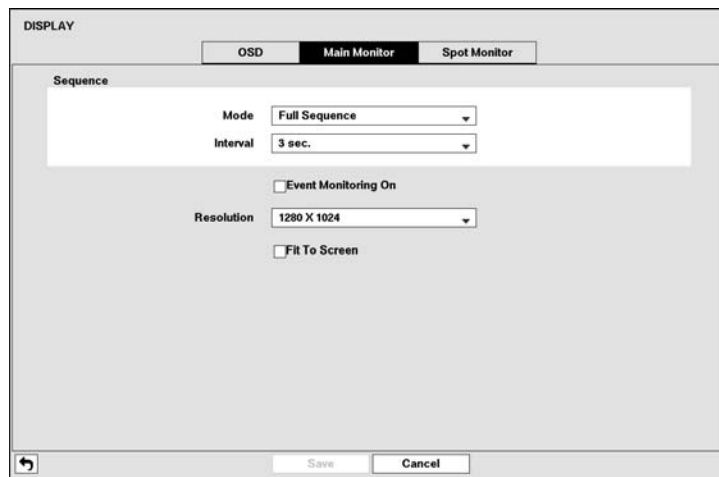 DISPLAY
OSD Main Monitor Spot Monitor
Sequence
Mode Full Sequence
Interval 3 sec.
Event Monitoring On
Resolution 1280 X 1024
Fit To Screen
Save Cancel